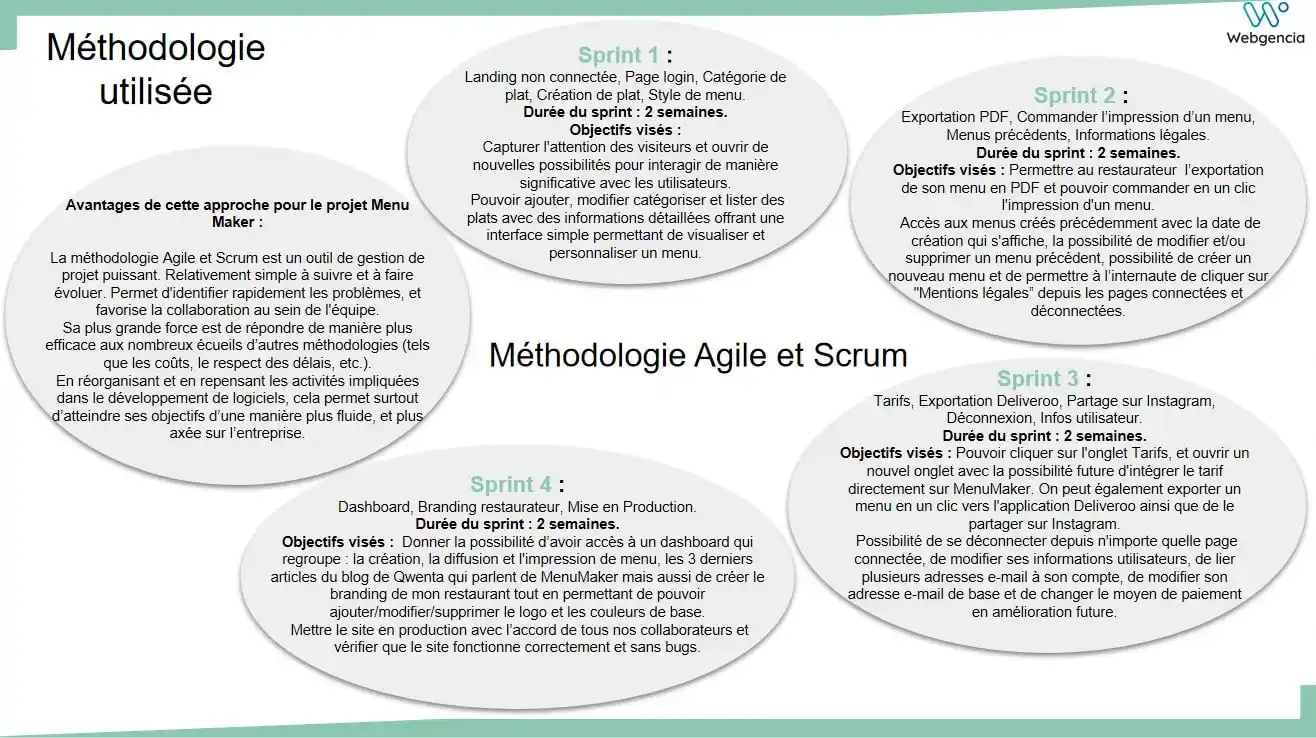 Méthodologie
utilisée
Webgencia
Sprint 1 :
Landing non connectée, Page login, Catégorie de
plat, Création de plat, Style de menu.
Durée du sprint : 2 semaines.
Objectifs visés :
Capturer l'attention des visiteurs et ouvrir de
nouvelles possibilités pour interagir de manière
significative avec les utilisateurs.
Pouvoir ajouter, modifier catégoriser et lister des
plats avec des informations détaillées offrant une
interface simple permettant de visualiser et
personnaliser un menu.
Sprint 2 :
Exportation PDF, Commander l’impression d’un menu,
Menus précédents, Informations légales.
Durée du sprint : 2 semaines.
Objectifs visés : Permettre au restaurateur l’exportation
de son menu en PDF et pouvoir commander en un clic
l'impression d'un menu.
Accès aux menus créés précédemment avec la date de
création qui s'affiche, la possibilité de modifier et/ou
supprimer un menu précédent, possibilité de créer un
nouveau menu et de permettre à l’internaute de cliquer sur
"Mentions légales” depuis les pages connectées et
déconnectées.
Avantages de cette approche pour le projet Menu
Maker :
La méthodologie Agile et Scrum est un outil de gestion de
projet puissant. Relativement simple à suivre et à faire
évoluer. Permet d'identifier rapidement les problèmes, et
favorise la collaboration au sein de l'équipe.
Sa plus grande force est de répondre de manière plus
efficace aux nombreux écueils d’autres méthodologies (tels
que les coûts, le respect des délais, etc.).
En réorganisant et en repensant les activités impliquées
dans le développement de logiciels, cela permet surtout
d’atteindre ses objectifs d’une manière plus fluide, et plus
axée sur l’entreprise.
Méthodologie Agile et Scrum
Sprint 3 :
Tarifs, Exportation Deliveroo, Partage sur Instagram,
Déconnexion, Infos utilisateur.
Durée du sprint : 2 semaines.
Objectifs visés : Pouvoir cliquer sur l'onglet Tarifs, et ouvrir un
nouvel onglet avec la possibilité future d'intégrer le tarif
directement sur MenuMaker. On peut également exporter un
menu en un clic vers l'application Deliveroo ainsi que de le
partager sur Instagram.
Possibilité de se déconnecter depuis n'importe quelle page
connectée, de modifier ses informations utilisateurs, de lier
plusieurs adresses e-mail à son compte, de modifier son
adresse e-mail de base et de changer le moyen de paiement
en amélioration future.
Sprint 4 :
Dashboard, Branding restaurateur, Mise en Production.
Durée du sprint : 2 semaines.
Objectifs visés : Donner la possibilité d’avoir accès à un dashboard qui
regroupe : la création, la diffusion et l'impression de menu, les 3 derniers
articles du blog de Qwenta qui parlent de MenuMaker mais aussi de créer le
branding de mon restaurant tout en permettant de pouvoir
ajouter/modifier/supprimer le logo et les couleurs de base.
Mettre le site en production avec l’accord de tous nos collaborateurs et
vérifier que le site fonctionne correctement et sans bugs.